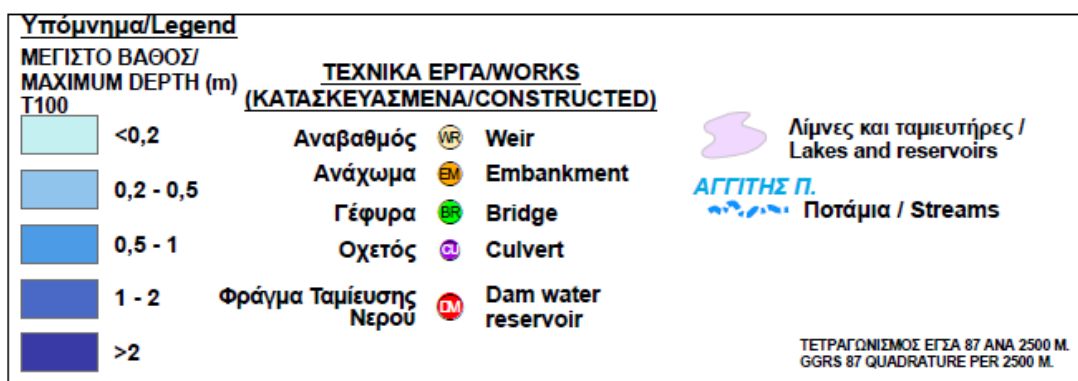 Υπόμνημα/Legend
ΜΕΓΙΣΤΟ ΒΑΘΟΣ/
MAXIMUM DEPTH (m)
T100
<0,2
0,2 - 0,5
0,5 - 1
1 - 2
>2
ΤΕΧΝΙΚΑ ΕΡΓΑ/WORKS
(ΚΑΤΑΣΚΕΥΑΣΜΕΝΑ/CONSTRUCTED)
Αναβαθμός WR Weir
Ανάχωμα EM Embankment
Γέφυρα BR Bridge
Οχετός CU Culvert
Φράγμα Ταμίευσης DM Dam water
Νερού reservoir
Λίμνες και ταμιευτήρες /
Lakes and reservoirs
ΑΓΓΙΤΗΣ Π.
Ποτάμια / Streams
ΤΕΤΡΑΓΩΝΙΣΜΟΣ ΕΓΣΑ 87 ΑΝΑ 2500 Μ.
GGRS 87 QUADRATURE PER 2500 M.